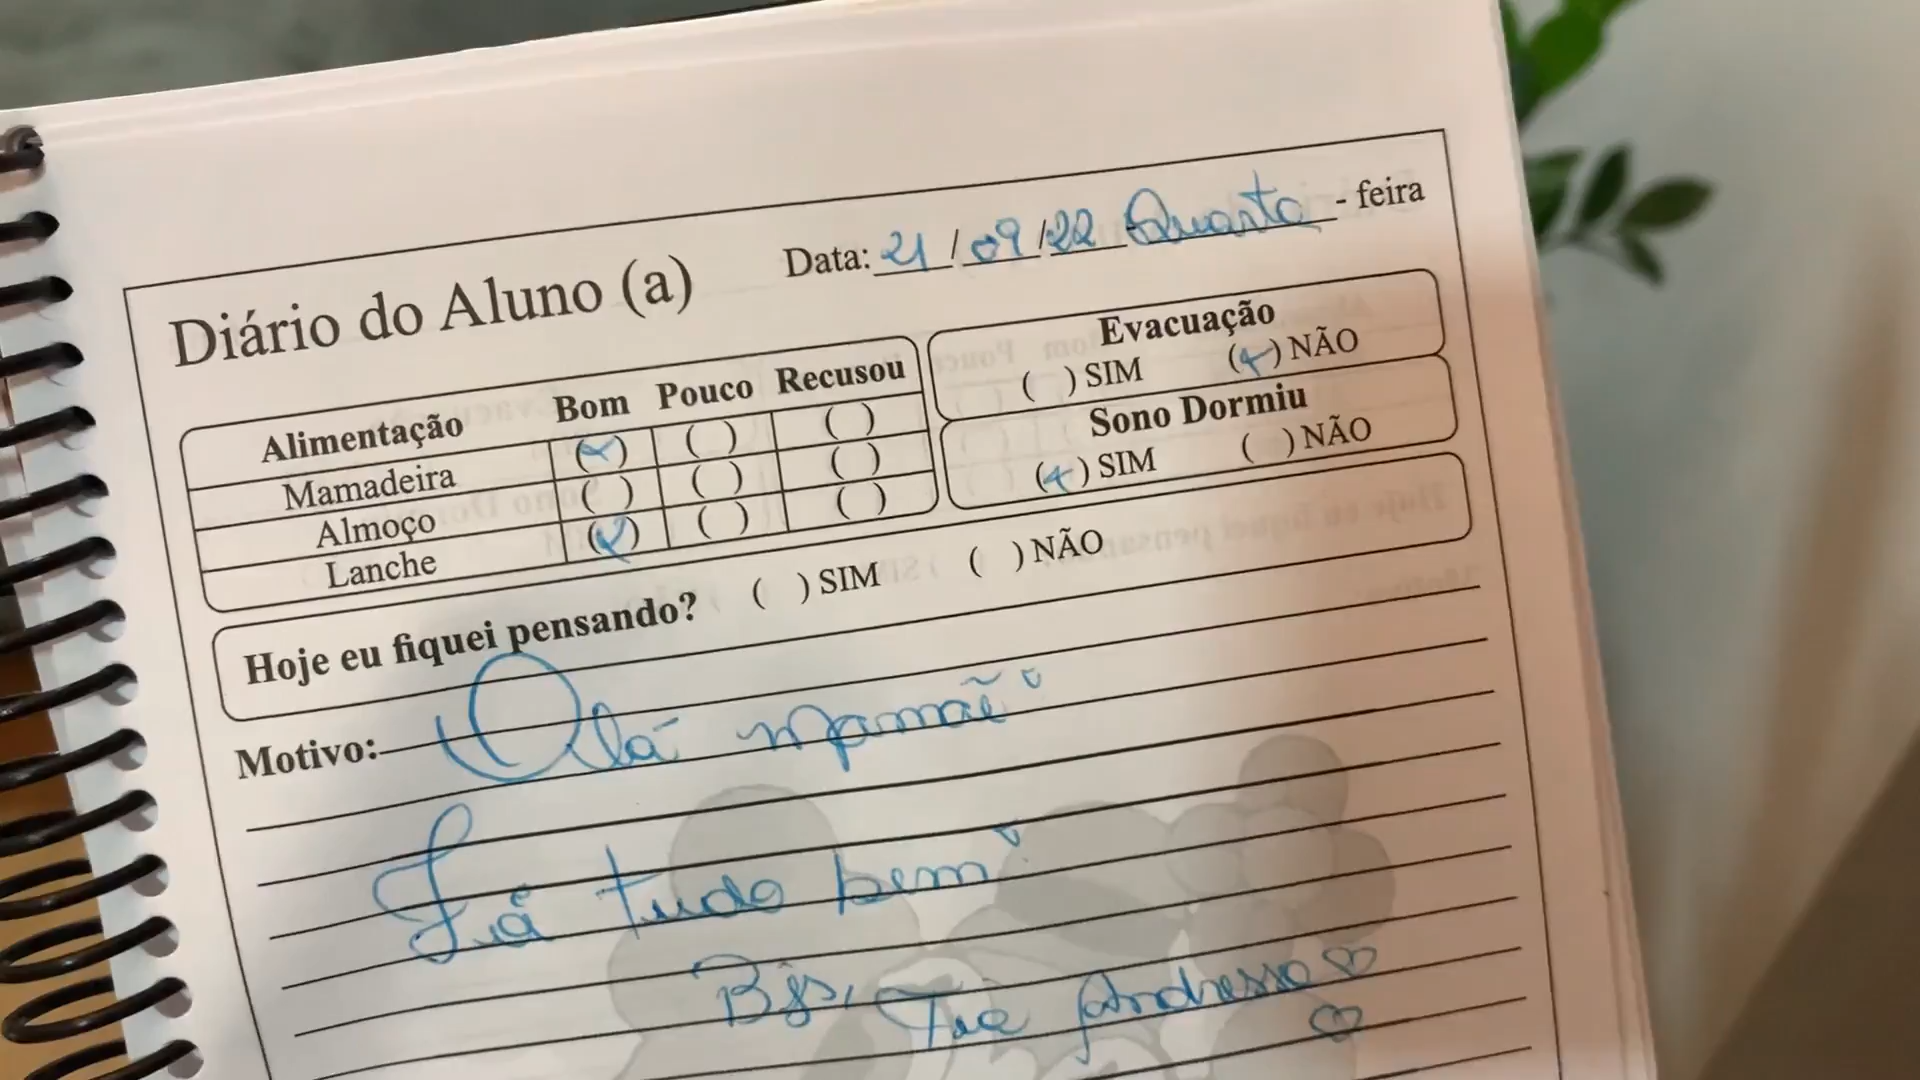 Data: 21/09/22 Quarta - feira
Diário do Aluno (a)
Alimentação Bom Pouco Recusou
Mamadeira (x) ( ) ( )
Almoço ( ) ( ) ( )
Lanche (x) ( ) ( )
Evacuação
( ) SIM (x) NÃO
Sono Dormiu
(x) SIM ( ) NÃO
Hoje eu fiquei pensando? ( ) SIM ( ) NÃO
Motivo: Olá mamãe
tudo bem
Bjs, Tia Andressa ♡
♡